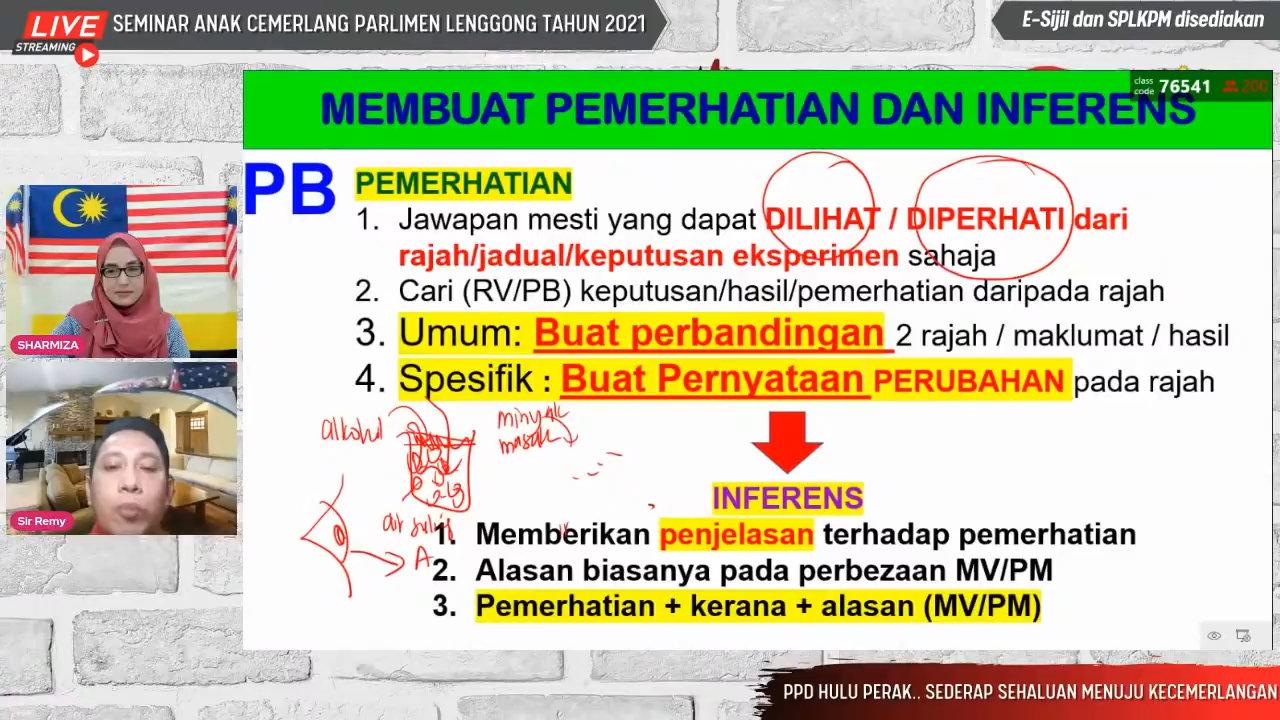 LIVE
STREAMING
SEMINAR ANAK CEMERLANG PARLIMEN LENGGONG TAHUN 2021
E-Sijil dan SPLKPM disediakan
class code 76541 200
MEMBUAT PEMERHATIAN DAN INFERENS
PB
PEMERHATIAN
1. Jawapan mesti yang dapat DILIHAT / DIPERHATI dari
rajah/jadual/keputusan eksperimen sahaja
2. Cari (RV/PB) keputusan/hasil/pemerhatian daripada rajah
3. Umum: Buat perbandingan 2 rajah / maklumat / hasil
4. Spesifik : Buat Pernyataan PERUBAHAN pada rajah
alkohol
minyak
masak
air suling
A
INFERENS
1. Memberikan penjelasan terhadap pemerhatian
2. Alasan biasanya pada perbezaan MV/PM
3. Pemerhatian + kerana + alasan (MV/PM)
SHARMIZA
Sir Remy
PPD HULU PERAK.. SEDERAP SEHALUAN MENUJU KECEMERLANGAN